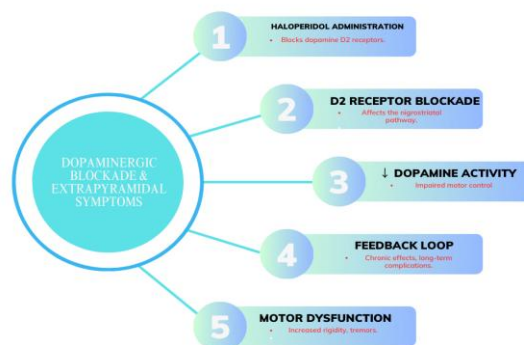 DOPAMINERGIC
BLOCKADE &
EXTRAPYRAMIDAL
SYMPTOMS
1
HALOPERIDOL ADMINISTRATION
• Blocks dopamine D2 receptors.
2
D2 RECEPTOR BLOCKADE
• Affects the nigrostriatal
pathway.
3
↓ DOPAMINE ACTIVITY
• Impaired motor control
4
FEEDBACK LOOP
• Chronic effects, long-term
complications.
5
MOTOR DYSFUNCTION
• Increased rigidity, tremors.